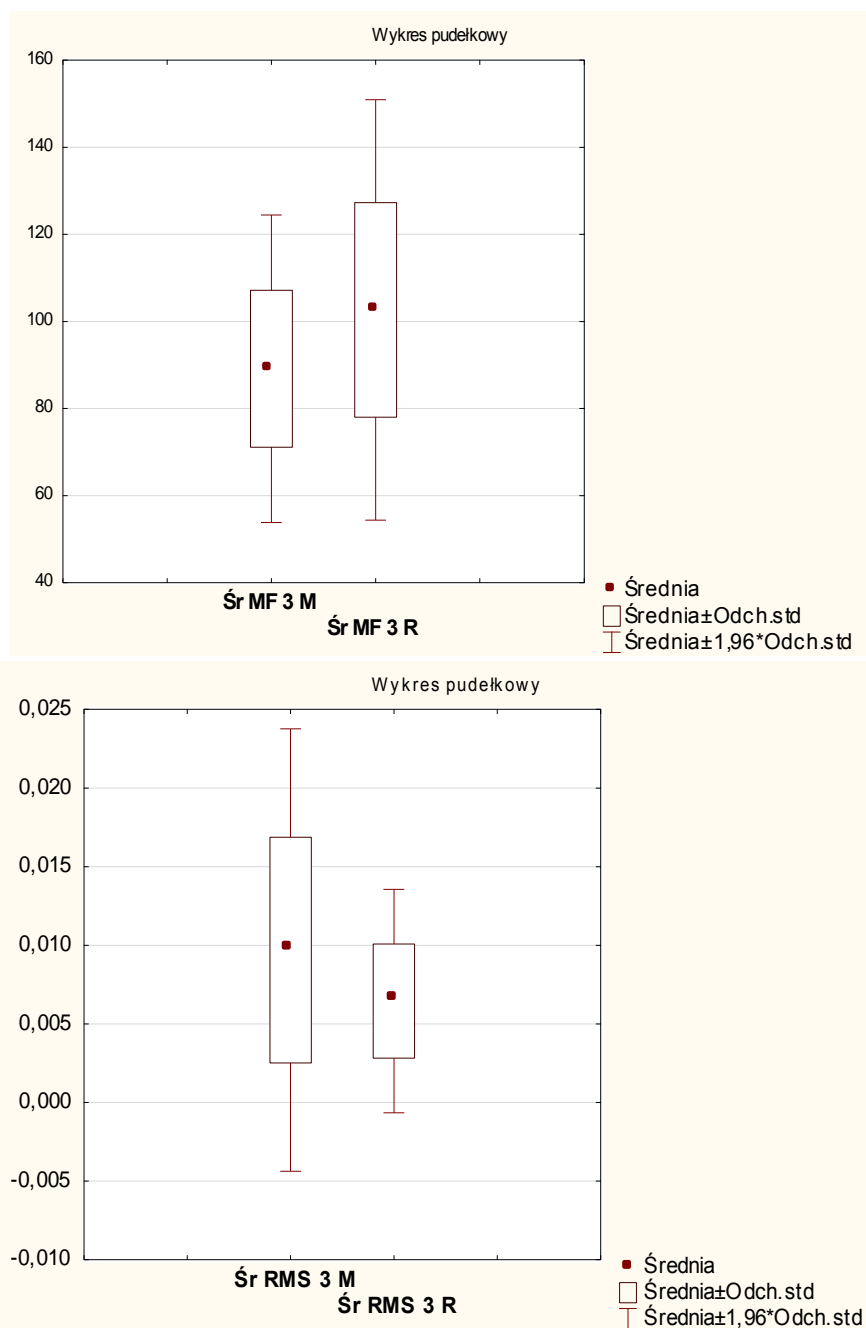 Wykres pudełkowy
160
140
120
100
80
60
40
Śr MF 3 M
Śr MF 3 R
Średnia
Średnia±Odch.std
Średnia±1,96*Odch.std
Wykres pudełkowy
0,025
0,020
0,015
0,010
0,005
0,000
-0,005
-0,010
Śr RMS 3 M
Śr RMS 3 R
Średnia
Średnia±Odch.std
Średnia±1,96*Odch.std